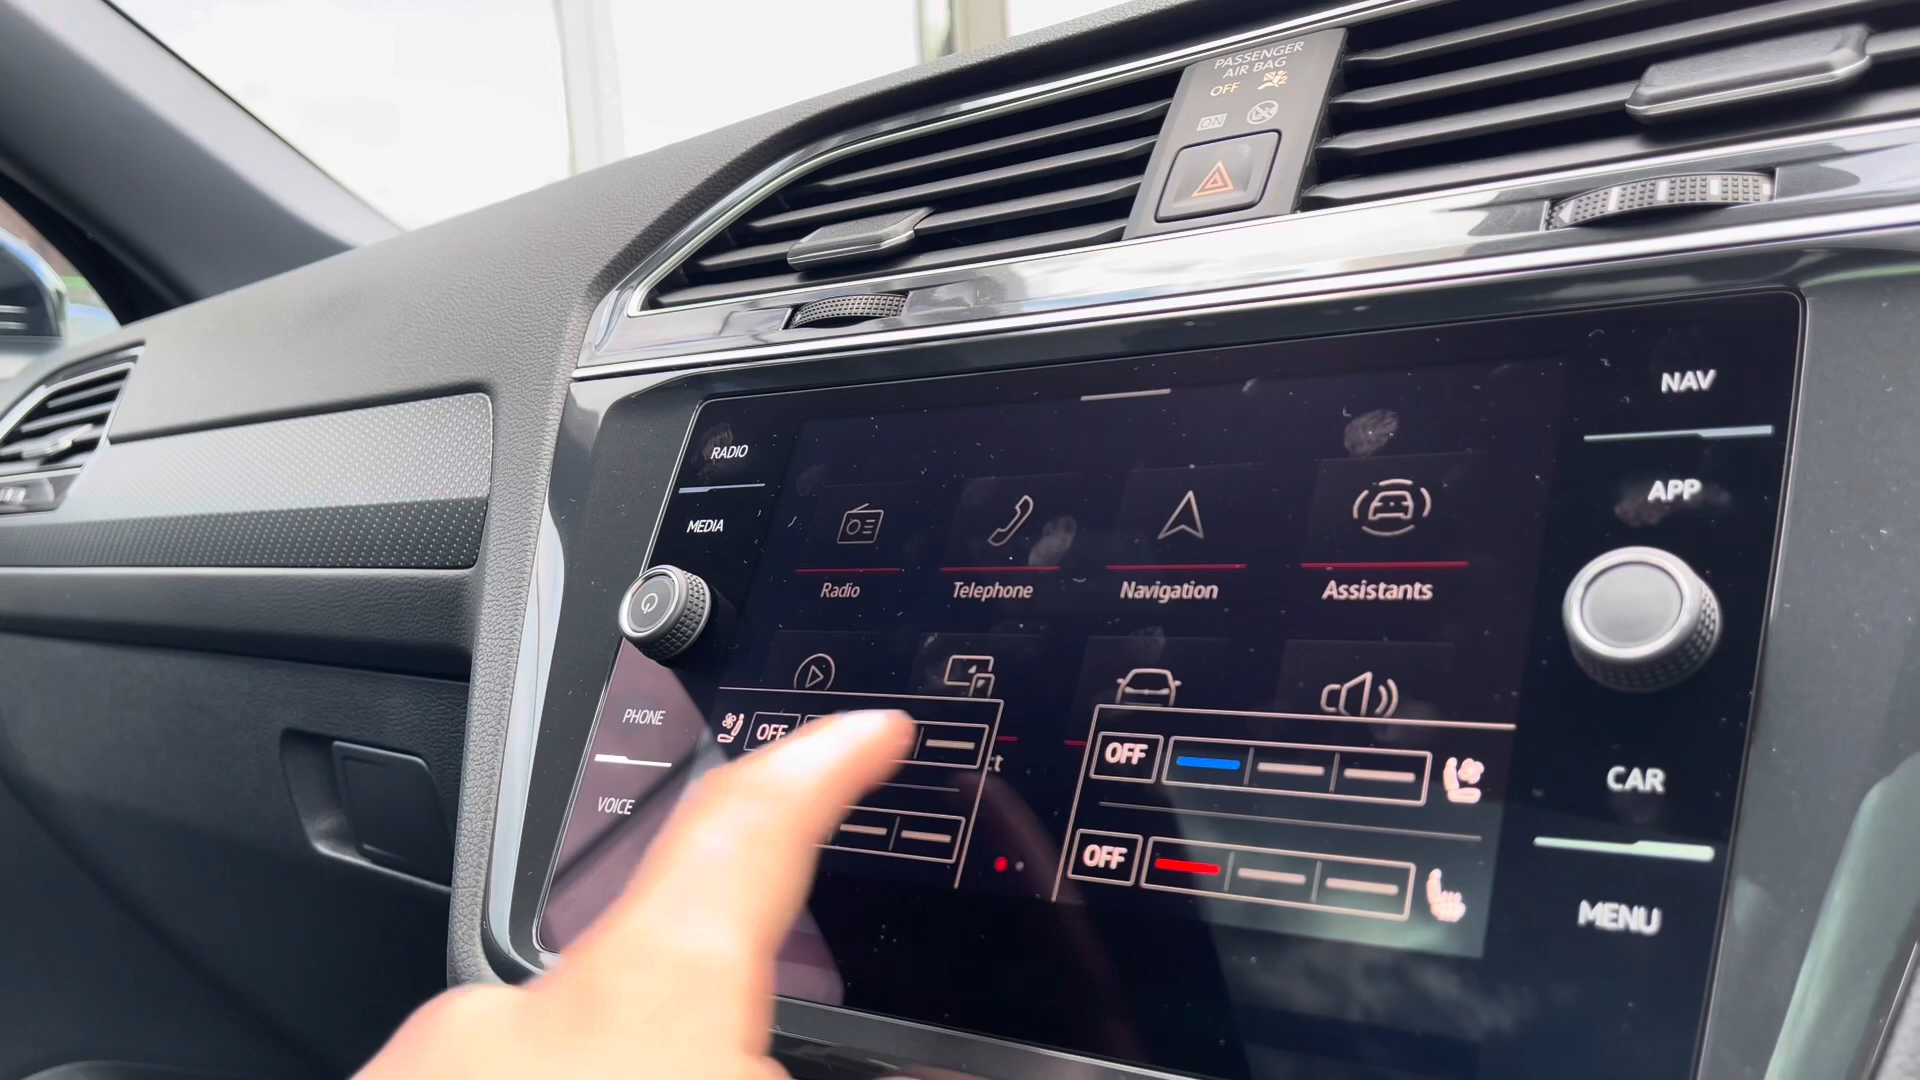 PASSENGER
AIR BAG
OFF
ON
NAV
RADIO
APP
MEDIA
Radio
Telephone
Navigation
Assistants
PHONE
OFF
OFF
CAR
VOICE
OFF
MENU